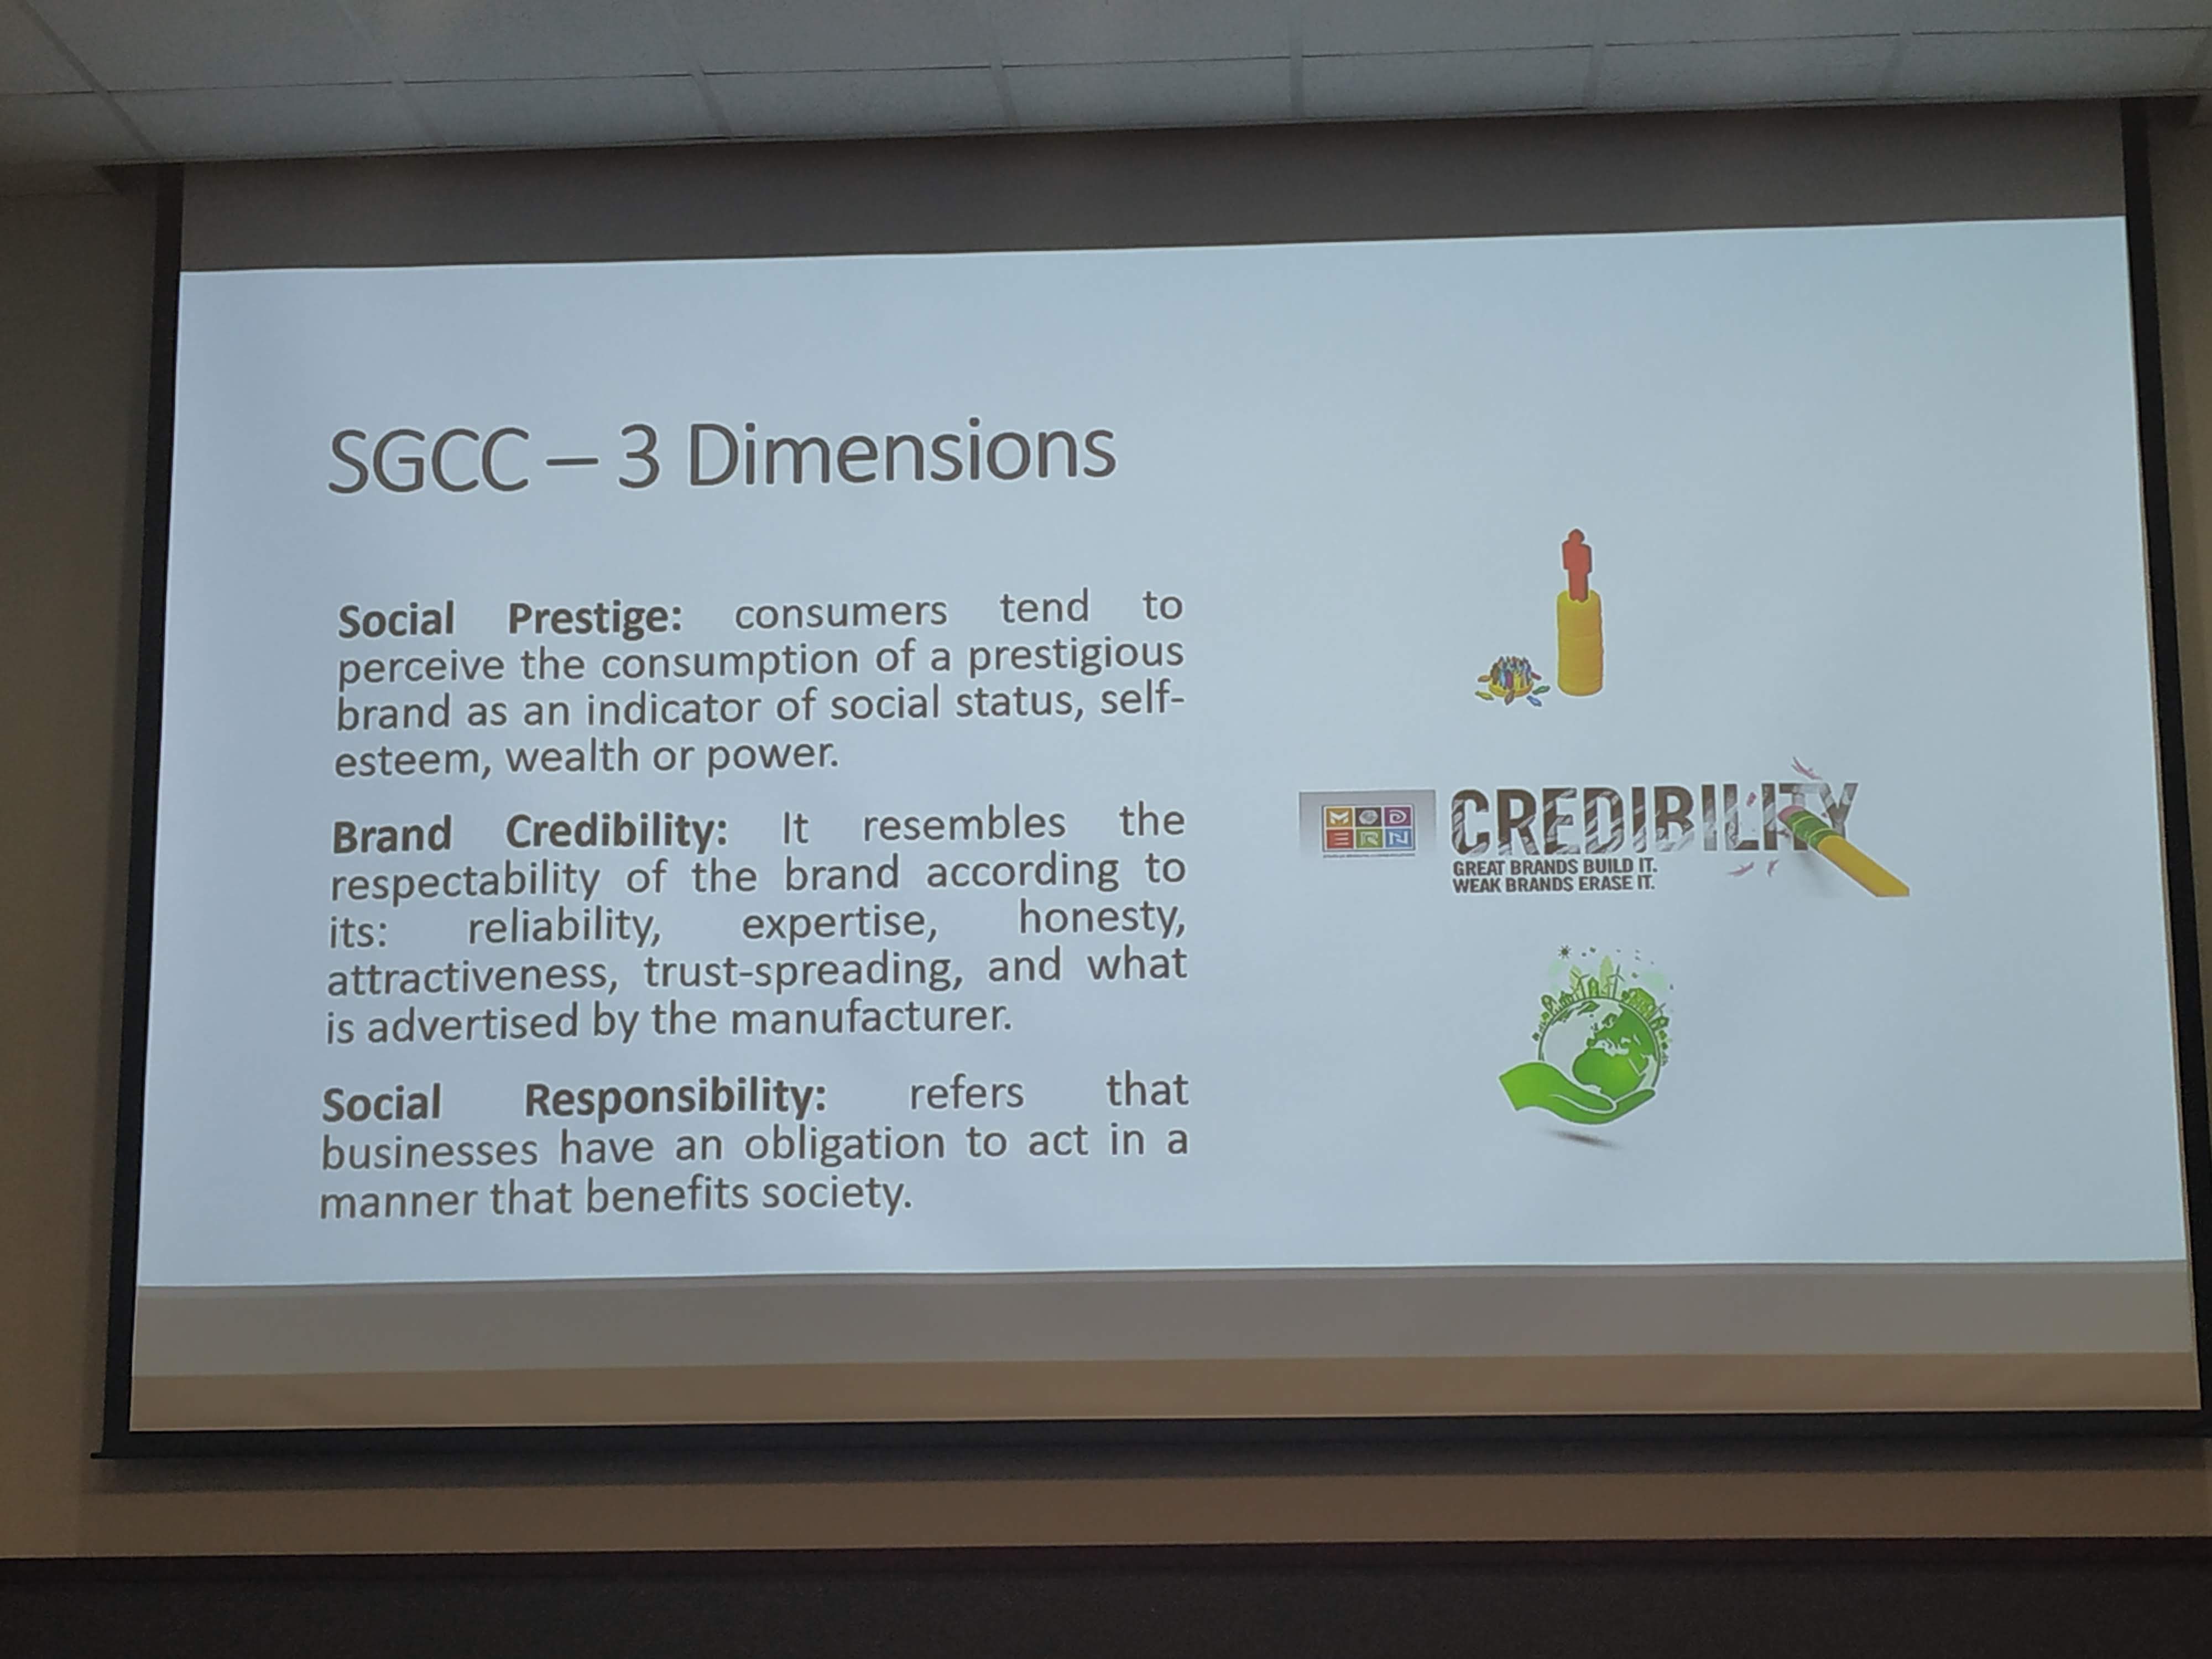 SGCC – 3 Dimensions
Social Prestige: consumers tend to
perceive the consumption of a prestigious
brand as an indicator of social status, self-
esteem, wealth or power.
Brand Credibility: It resembles the
respectability of the brand according to
its: reliability, expertise, honesty,
attractiveness, trust-spreading, and what
is advertised by the manufacturer.
Social Responsibility: refers that
businesses have an obligation to act in a
manner that benefits society.
MOD
ERN
CREDIBILITY
GREAT BRANDS BUILD IT.
WEAK BRANDS ERASE IT.